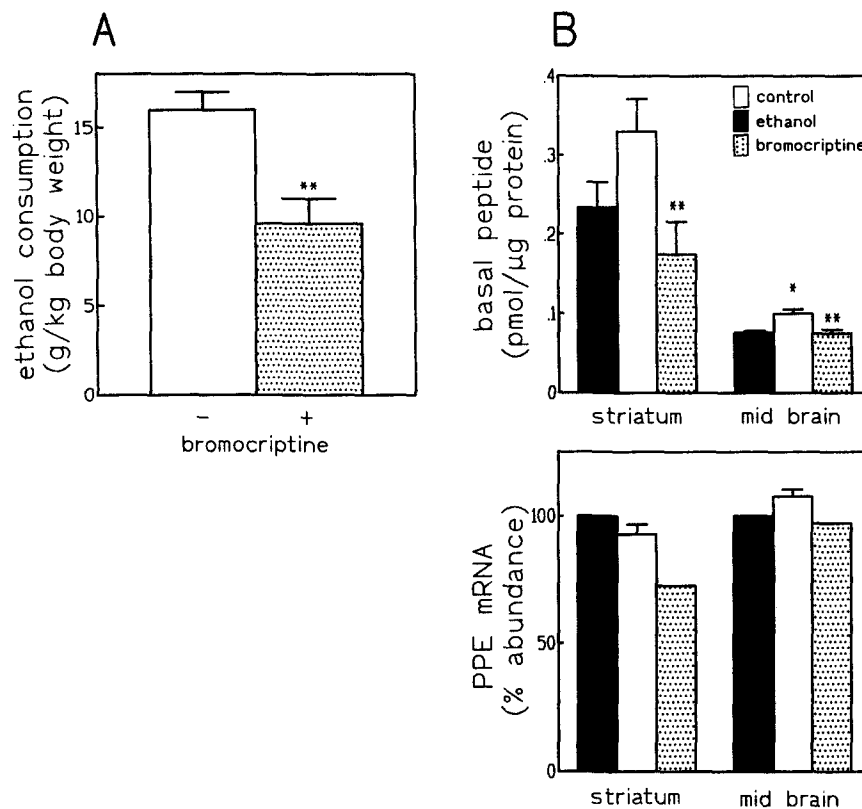 A
ethanol consumption
(g/kg body weight)
15
10
5
0
**
-
+
bromocriptine
B
basal peptide
(pmol/µg protein)
.4
.3
.2
.1
0
control
ethanol
bromocriptine
**
*
**
striatum
mid brain
PPE mRNA
(% abundance)
100
50
0
striatum
mid brain